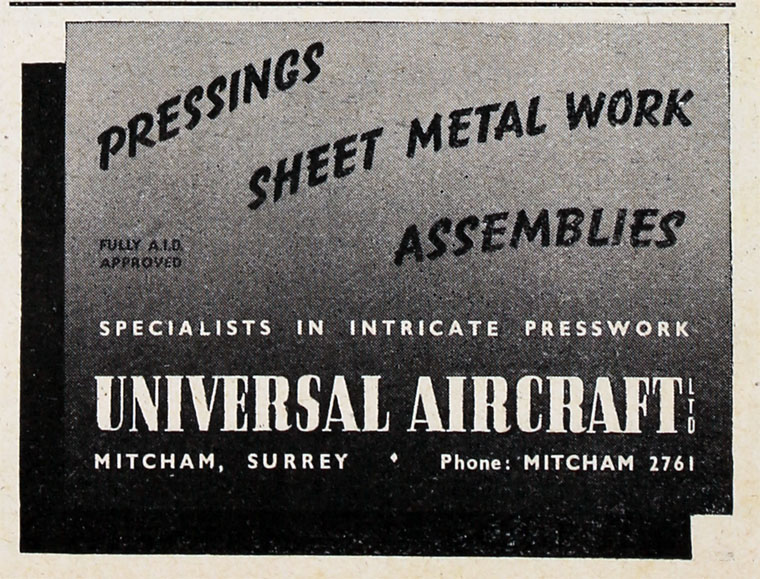 PRESSINGS
SHEET METAL WORK
ASSEMBLIES
FULLY A.I.D.
APPROVED
SPECIALISTS IN INTRICATE PRESSWORK
UNIVERSAL AIRCRAFT LTD
MITCHAM, SURREY ♦ Phone: MITCHAM 2761